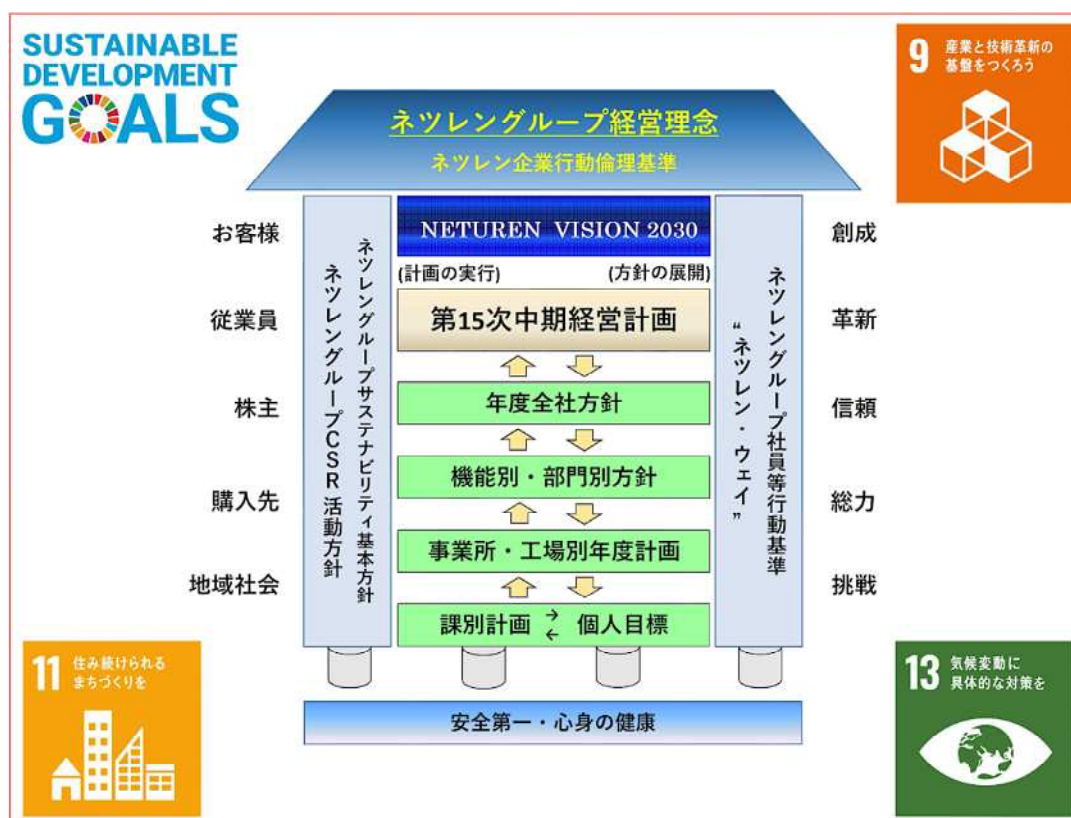 SUSTAINABLE
DEVELOPMENT
GOALS
9 産業と技術革新の
基盤をつくろう
ネツレングループ経営理念
ネツレン企業行動倫理基準
お客様
従業員
株主
購入先
地域社会
ネツレングループサステナビリティ基本方針
ネツレングループCSR活動方針
NETUREN VISION 2030
(計画の実行)
(方針の展開)
第15次中期経営計画
年度全社方針
機能別・部門別方針
事業所・工場別年度計画
課別計画 → ← 個人目標
ネツレングループ社員等行動基準
“ネツレン・ウェイ”
創成
革新
信頼
総力
挑戦
安全第一・心身の健康
11 住み続けられる
まちづくりを
13 気候変動に
具体的な対策を